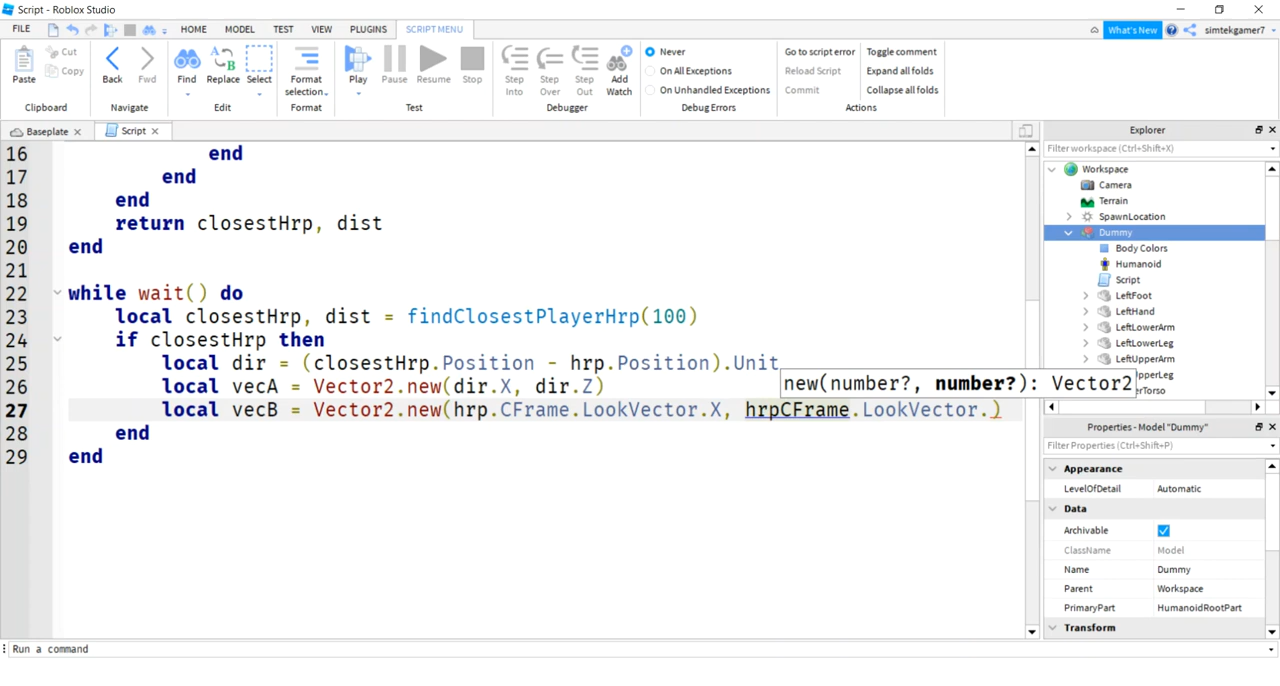 Script - Roblox Studio
FILE HOME MODEL TEST VIEW PLUGINS SCRIPT MENU What's New simtekgamer7
Paste Cut Copy Back Fwd Find Replace Select Format selection Play Pause Resume Stop Step Into Step Over Step Out Add Watch
Never Go to script error Toggle comment
On All Exceptions Reload Script Expand all folds
On Unhandled Exceptions Commit Collapse all folds
Clipboard Navigate Edit Format Test Debugger Debug Errors Actions
Baseplate Script
16 end
17 end
18 end
19 return closestHrp, dist
20 end
21
22 while wait() do
23 local closestHrp, dist = findClosestPlayerHrp(100)
24 if closestHrp then
25 local dir = (closestHrp.Position - hrp.Position).Unit
26 local vecA = Vector2.new(dir.X, dir.Z)
new(number?, number?): Vector2
27 local vecB = Vector2.new(hrp.CFrame.LookVector.X, hrpCFrame.LookVector.)
28 end
29 end
Explorer
Filter workspace (Ctrl+Shift+X)
Workspace
Camera
Terrain
SpawnLocation
Dummy
Body Colors
Humanoid
Script
LeftFoot
LeftHand
LeftLowerArm
LeftLowerLeg
LeftUpperArm
Properties - Model "Dummy"
Filter Properties (Ctrl+Shift+P)
Appearance
LevelOfDetail Automatic
Data
Archivable
ClassName Model
Name Dummy
Parent Workspace
PrimaryPart HumanoidRootPart
Transform
Run a command